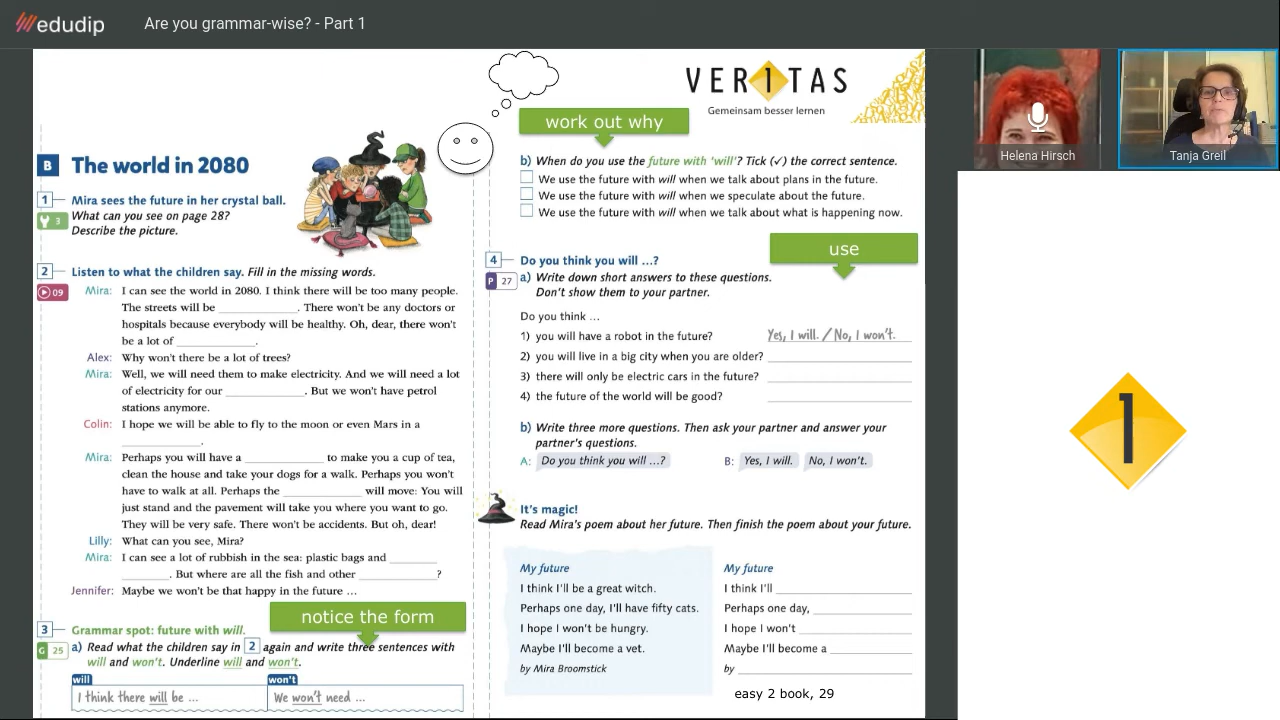 edudip
Are you grammar-wise? - Part 1
VERITAS
Gemeinsam besser lernen
Helena Hirsch
Tanja Greil
B The world in 2080
1 Mira sees the future in her crystal ball.
3 What can you see on page 28?
Describe the picture.
2 Listen to what the children say. Fill in the missing words.
09 Mira: I can see the world in 2080. I think there will be too many people.
The streets will be ______________. There won't be any doctors or
hospitals because everybody will be healthy. Oh, dear, there won't
be a lot of ______________.
Alex: Why won't there be a lot of trees?
Mira: Well, we will need them to make electricity. And we will need a lot
of electricity for our ______________. But we won't have petrol
stations anymore.
Colin: I hope we will be able to fly to the moon or even Mars in a
______________.
Mira: Perhaps you will have a ______________ to make you a cup of tea,
clean the house and take your dogs for a walk. Perhaps you won't
have to walk at all. Perhaps the ______________ will move: You will
just stand and the pavement will take you where you want to go.
They will be very safe. There won't be accidents. But oh, dear!
Lilly: What can you see, Mira?
Mira: I can see a lot of rubbish in the sea: plastic bags and ________
________. But where are all the fish and other ______________?
Jennifer: Maybe we won't be that happy in the future …
notice the form
3 Grammar spot: future with will.
G 25 a) Read what the children say in 2 again and write three sentences with
will and won't. Underline will and won't.
will won't
I think there will be ... We won't need ...
work out why
b) When do you use the future with 'will'? Tick (✓) the correct sentence.
We use the future with will when we talk about plans in the future.
We use the future with will when we speculate about the future.
We use the future with will when we talk about what is happening now.
use
4 Do you think you will …?
P 27 a) Write down short answers to these questions.
Don't show them to your partner.
Do you think …
1) you will have a robot in the future? Yes, I will. / No, I won't.
2) you will live in a big city when you are older? ______________
3) there will only be electric cars in the future? ______________
4) the future of the world will be good? ______________
b) Write three more questions. Then ask your partner and answer your
partner's questions.
A: Do you think you will …? B: Yes, I will. No, I won't.
It's magic!
Read Mira's poem about her future. Then finish the poem about your future.
My future
I think I'll be a great witch.
Perhaps one day, I'll have fifty cats.
I hope I won't be hungry.
Maybe I'll become a vet.
by Mira Broomstick
My future
I think I'll ______________
Perhaps one day, ______________
I hope I won't ______________
Maybe I'll become a ______________
by ______________
easy 2 book, 29
1